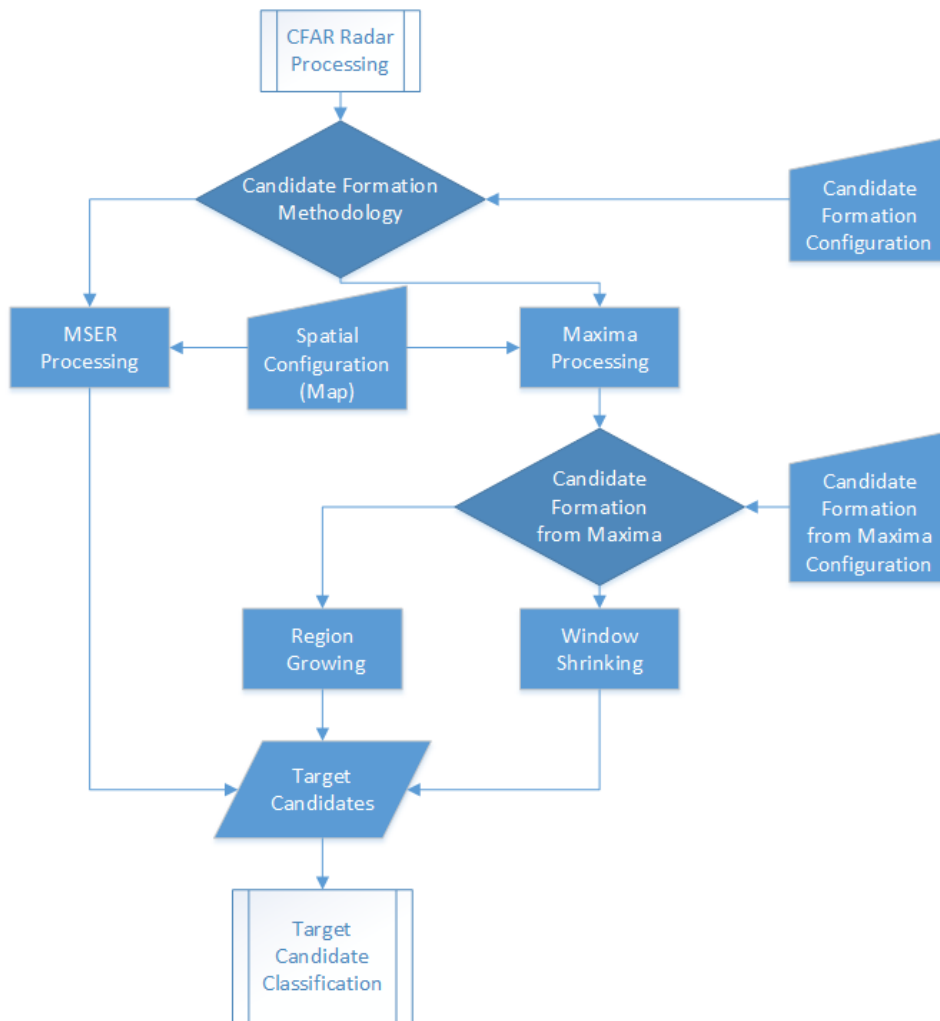 CFAR Radar
Processing
Candidate Formation
Methodology
Candidate
Formation
Configuration
MSER
Processing
Spatial
Configuration
(Map)
Maxima
Processing
Candidate
Formation
from Maxima
Candidate
Formation
from Maxima
Configuration
Region
Growing
Window
Shrinking
Target
Candidates
Target
Candidate
Classification